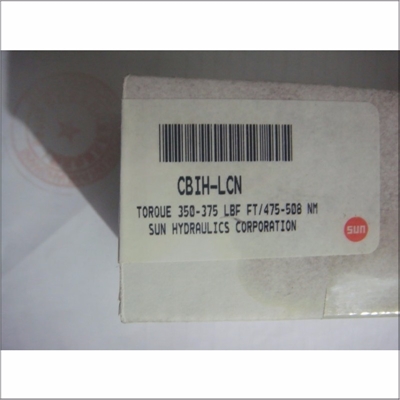 CBIH-LCN
TORQUE 350-375 LBF FT/475-508 NM
SUN HYDRAULICS CORPORATION
sun